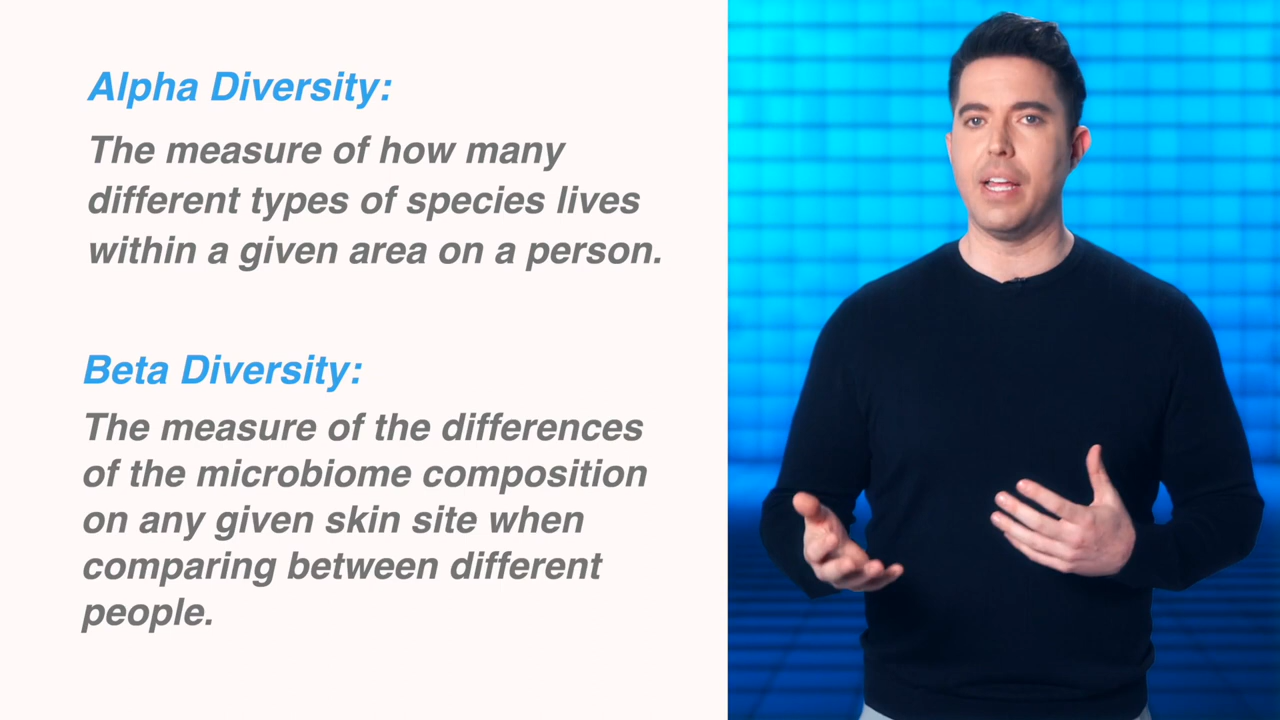 Alpha Diversity:
The measure of how many
different types of species lives
within a given area on a person.
Beta Diversity:
The measure of the differences
of the microbiome composition
on any given skin site when
comparing between different
people.